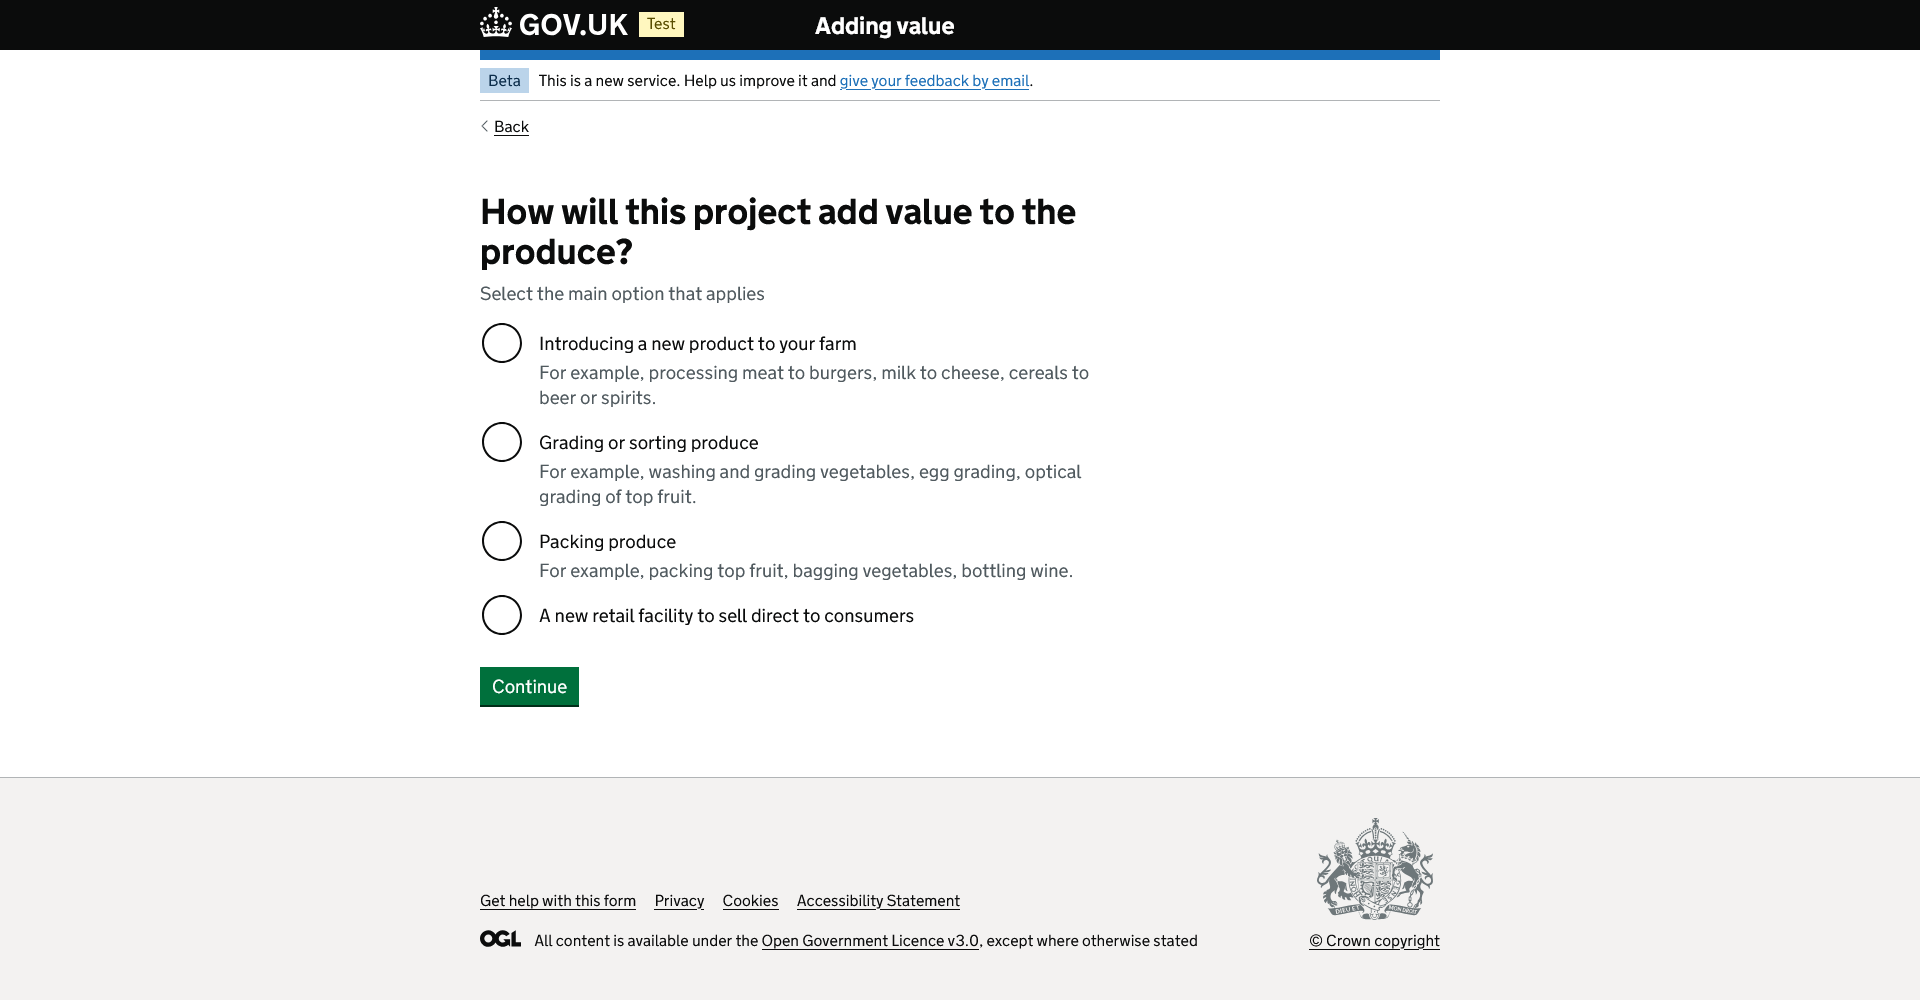 GOV.UK Test Adding value
Beta This is a new service. Help us improve it and give your feedback by email.
Back
How will this project add value to the
produce?
Select the main option that applies
Introducing a new product to your farm
For example, processing meat to burgers, milk to cheese, cereals to
beer or spirits.
Grading or sorting produce
For example, washing and grading vegetables, egg grading, optical
grading of top fruit.
Packing produce
For example, packing top fruit, bagging vegetables, bottling wine.
A new retail facility to sell direct to consumers
Continue
Get help with this form Privacy Cookies Accessibility Statement
OGL All content is available under the Open Government Licence v3.0, except where otherwise stated
© Crown copyright